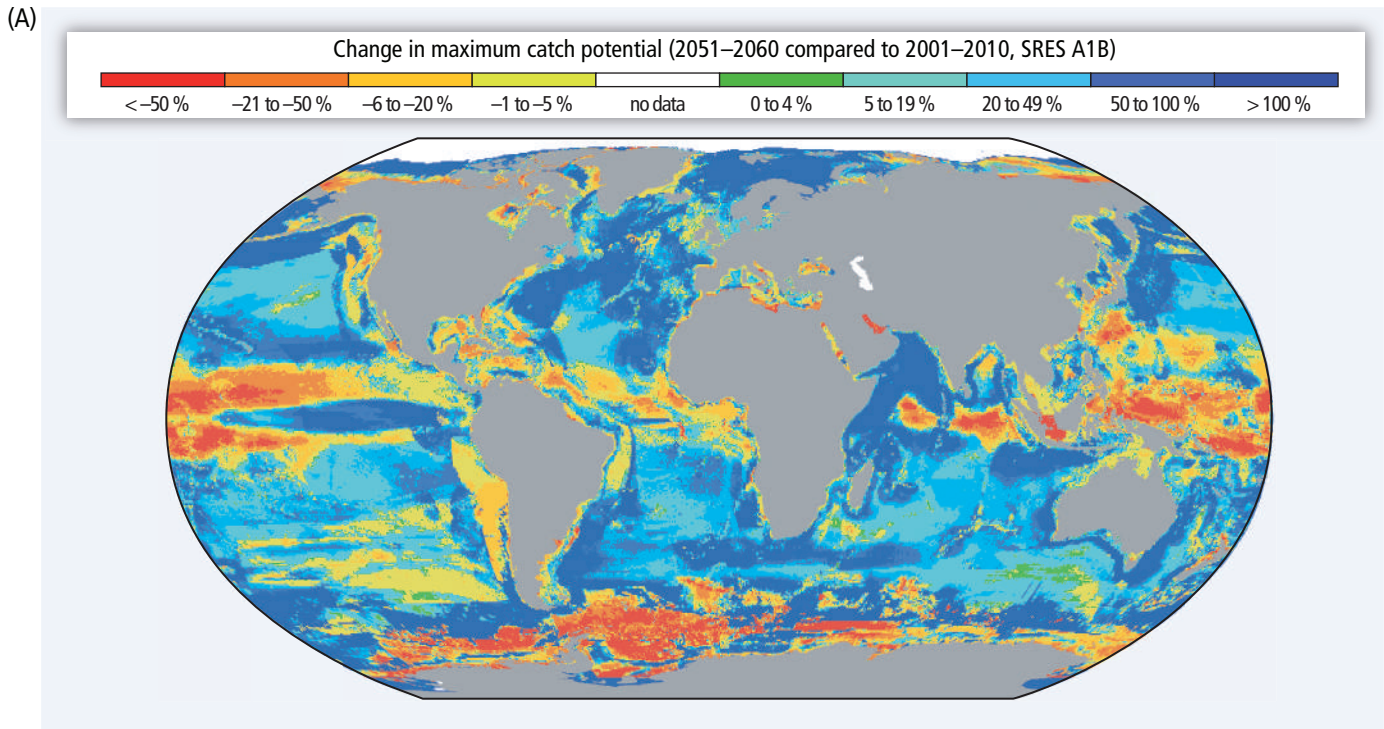 (A)
Change in maximum catch potential (2051–2060 compared to 2001–2010, SRES A1B)
< –50 % –21 to –50 % –6 to –20 % –1 to –5 % no data 0 to 4 % 5 to 19 % 20 to 49 % 50 to 100 % > 100 %